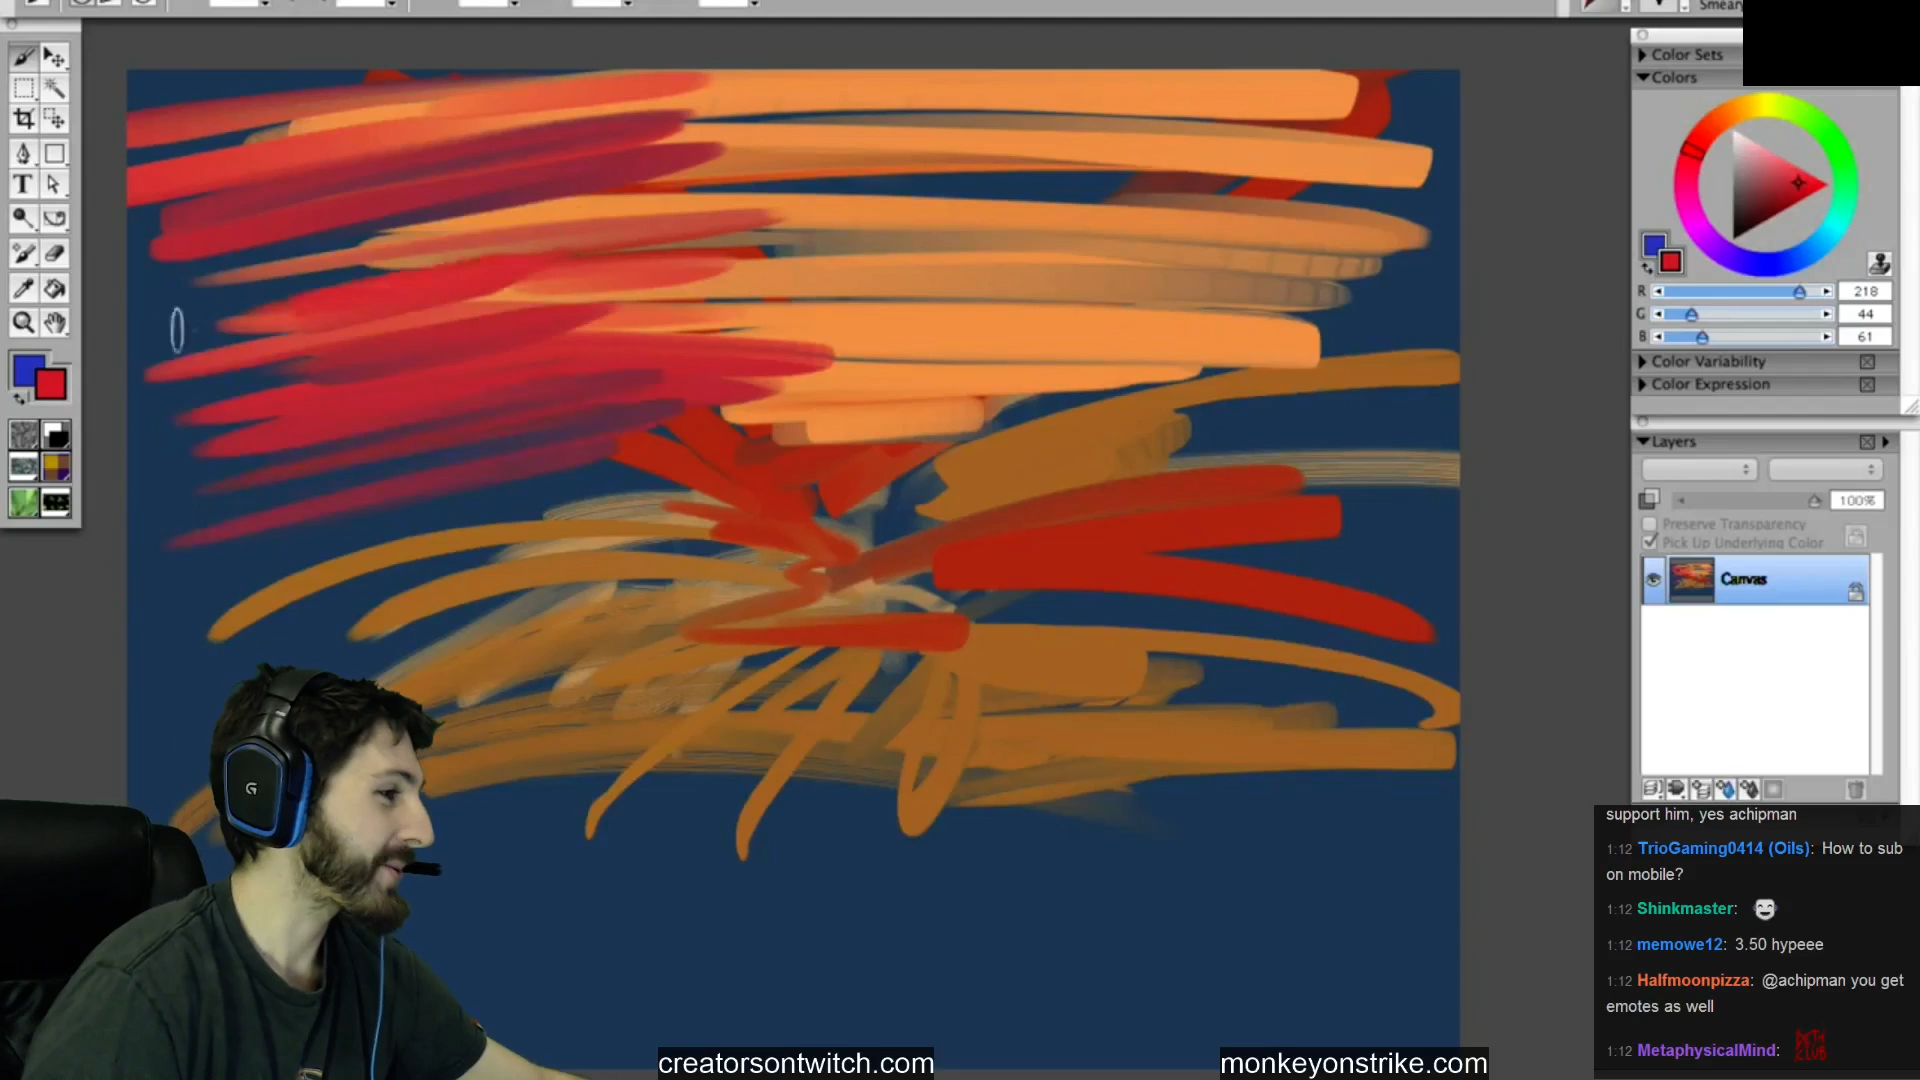 Smeary
Color Sets
Colors
R 218
G 44
B 61
Color Variability
Color Expression
Layers
100%
Preserve Transparency
Pick Up Underlying Color
Canvas
T
G
support him, yes achipman
1:12 TrioGaming0414 (Oils): How to sub
on mobile?
1:12 Shinkmaster:
1:12 memowe12: 3.50 hypeee
1:12 Halfmoonpizza: @achipman you get
emotes as well
1:12 MetaphysicalMind: 
creatorsontwitch.com
monkeyonstrike.com